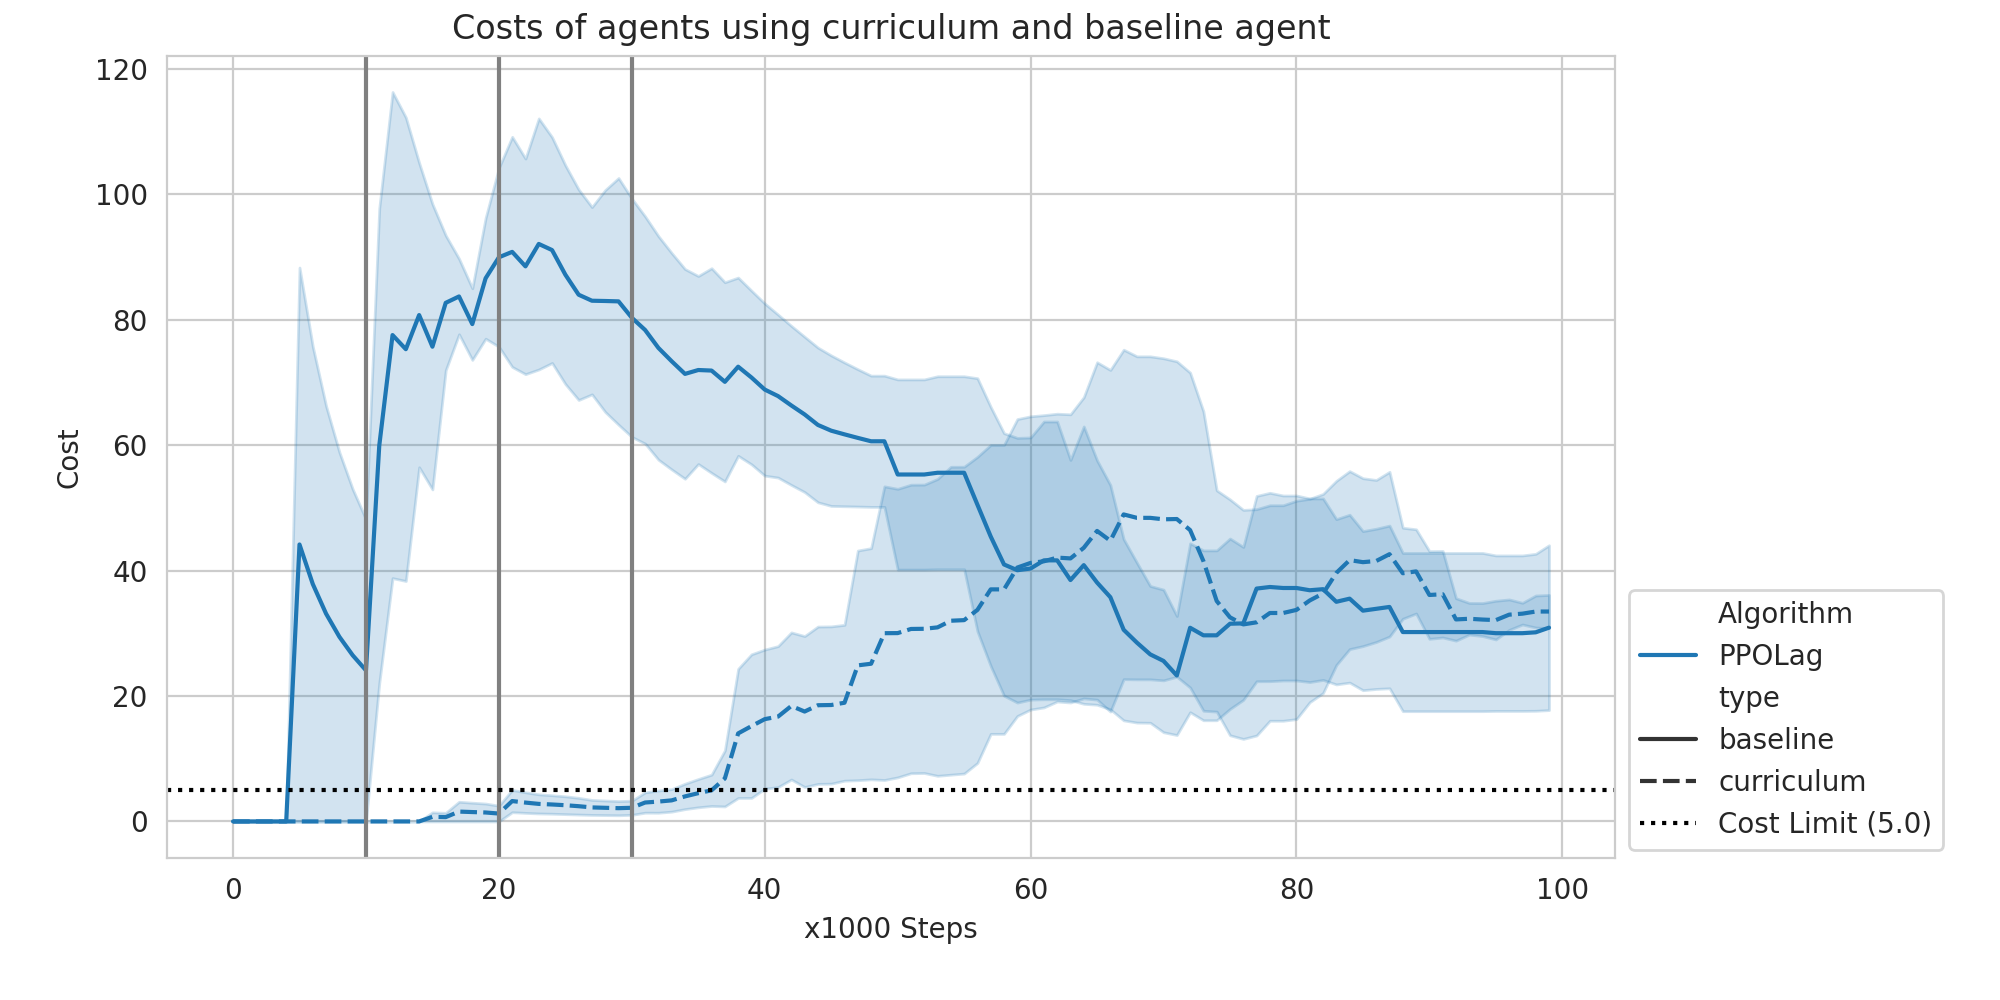 Costs of agents using curriculum and baseline agent
120
100
80
60
40
20
0
Cost
0 20 40 60 80 100
x1000 Steps
Algorithm
PPOLag
type
baseline
curriculum
Cost Limit (5.0)